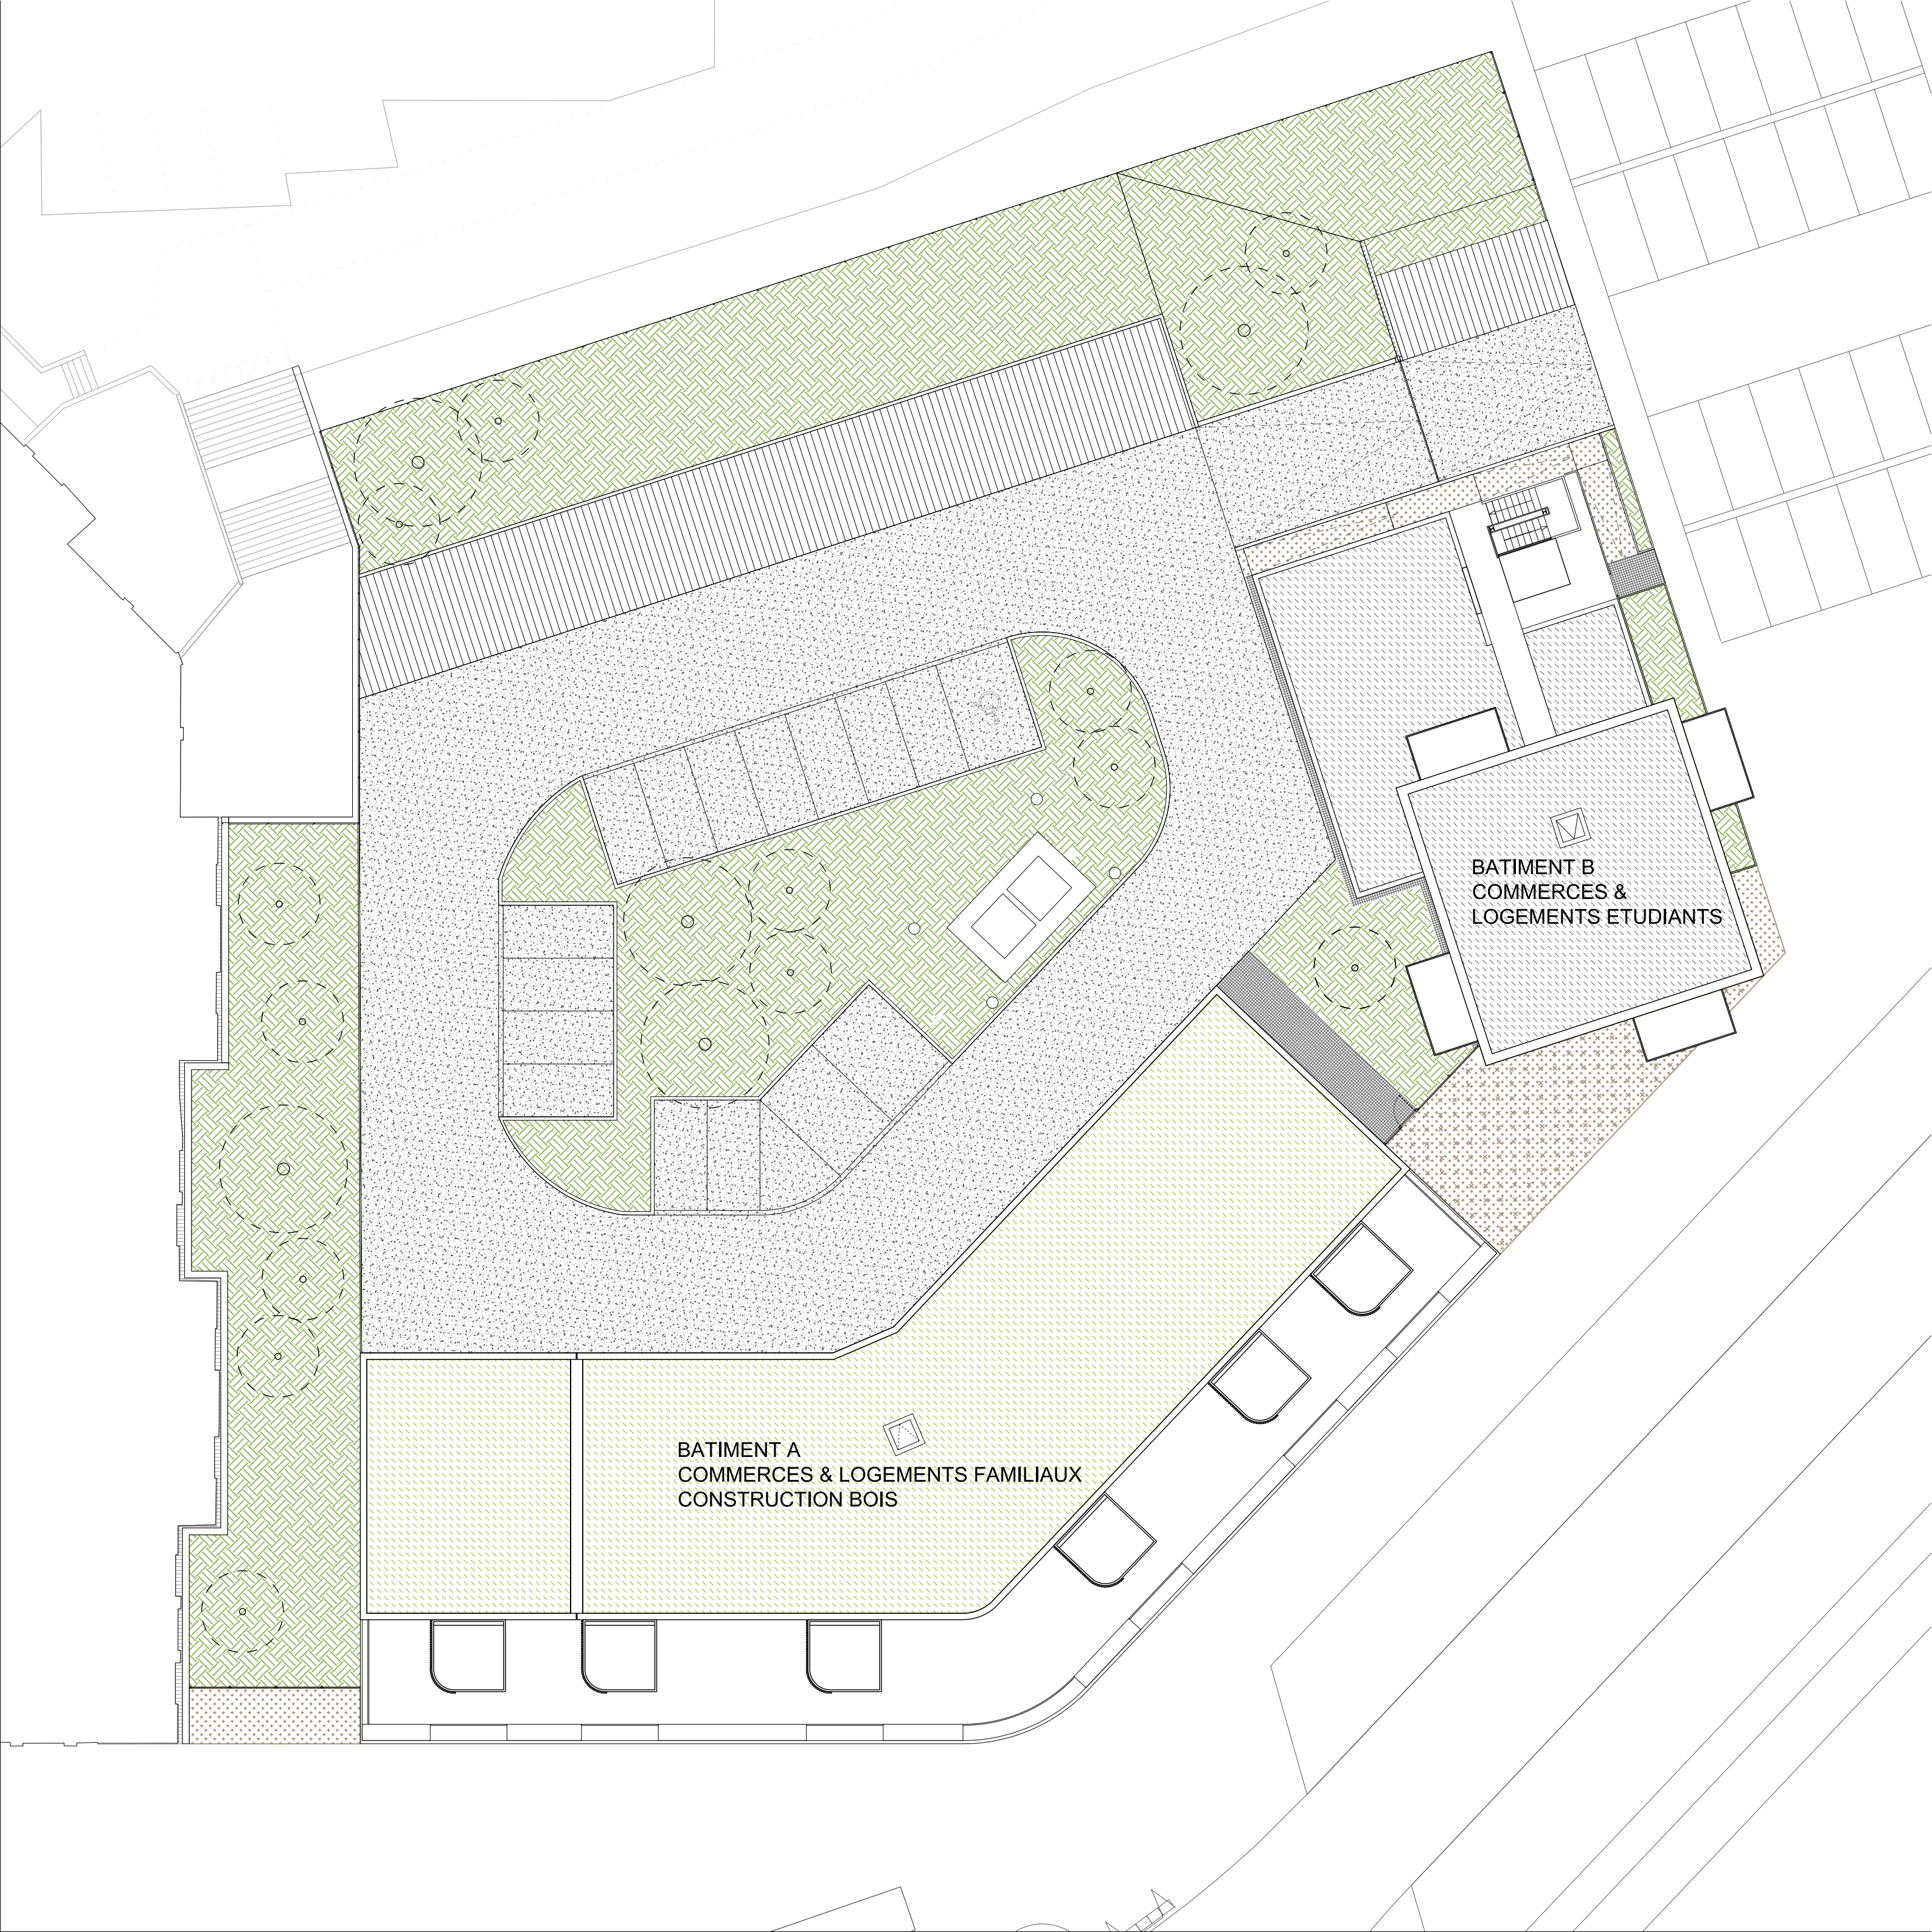 BATIMENT B
COMMERCES &
LOGEMENTS ETUDIANTS
BATIMENT A
COMMERCES & LOGEMENTS FAMILIAUX
CONSTRUCTION BOIS